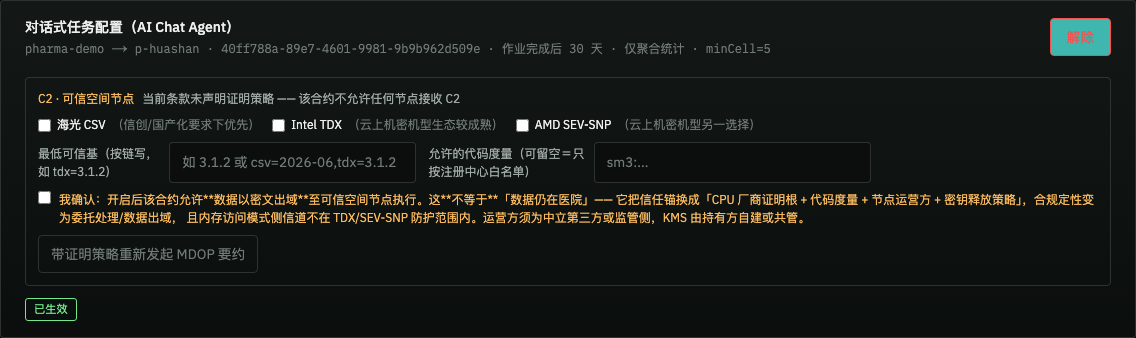 对话式任务配置（AI Chat Agent）
解除
pharma-demo ⟶ p-huashan · 40ff788a-89e7-4601-9981-9b9b962d509e · 作业完成后 30 天 · 仅聚合统计 · minCell=5
C2 · 可信空间节点 当前条款未声明证明策略 —— 该合约不允许任何节点接收 C2
海光 CSV （信创/国产化要求下优先） Intel TDX （云上机密机型生态较成熟） AMD SEV-SNP （云上机密机型另一选择）
最低可信基（按链写，
如 tdx=3.1.2）
如 3.1.2 或 csv=2026-06,tdx=3.1.2
允许的代码度量（可留空＝只
按注册中心白名单）
sm3:...
我确认：开启后该合约允许**数据以密文出域**至可信空间节点执行。这**不等于**「数据仍在医院」—— 它把信任锚换成「CPU 厂商证明根 + 代码度量 + 节点运营方 + 密钥释放策略」，合规定性变
为委托处理/数据出域， 且内存访问模式侧信道不在 TDX/SEV-SNP 防护范围内。运营方须为中立第三方或监管侧，KMS 由持有方自建或共管。
带证明策略重新发起 MDOP 要约
已生效